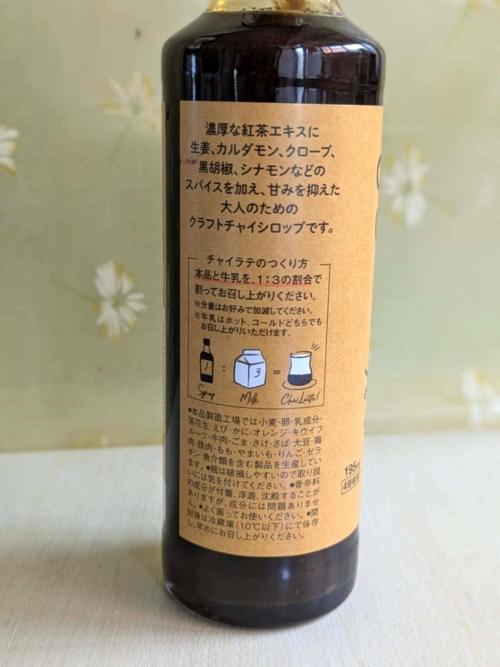 濃厚な紅茶エキスに
生姜、カルダモン、クローブ、
黒胡椒、シナモンなどの
スパイスを加え、甘みを抑えた
大人のための
クラフトチャイシロップです。
チャイラテのつくり方
本品と牛乳を、1:3の割合で
割ってお召し上がりください。
※分量はお好みで加減してください。
※牛乳はホット、コールドどちらでも
お召し上がりいただけます。
1 : 3 =
Syrup Milk Chai Latte!
●本品製造工場では小麦・卵・乳成分・
落花生・えび・かに・オレンジ・キウイフ
ルーツ・牛肉・ごま・さけ・さば・大豆・鶏
肉・豚肉・もも・やまいも・りんご・ゼラ
チン・魚介類を含む製品を生産してい
ます。●瓶は破損しやすいので取り扱
いには気を付けてください。●香辛料
の成分が付着、浮遊、沈殿することが
ありますが、成分には問題ありませ
ん。●よく振ってお使いください。●開
封後は冷蔵庫(10℃以下)にて保存
し、早めにお召し上がりください。
195m